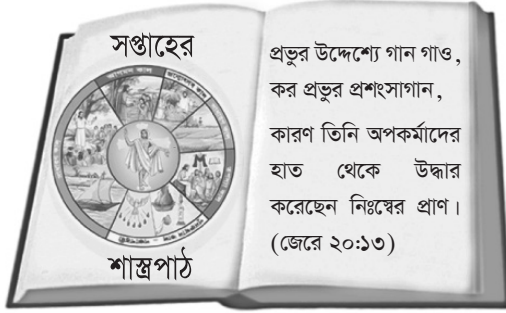 সপ্তাহের
শাস্ত্রপাঠ
প্রভুর উদ্দেশ্যে গান গাও,
কর প্রভুর প্রশংসাগান,
কারণ তিনি অপকর্মাদের
হাত থেকে উদ্ধার
করেছেন নিঃস্বের প্রাণ।
(জেরে ২০:১৩)